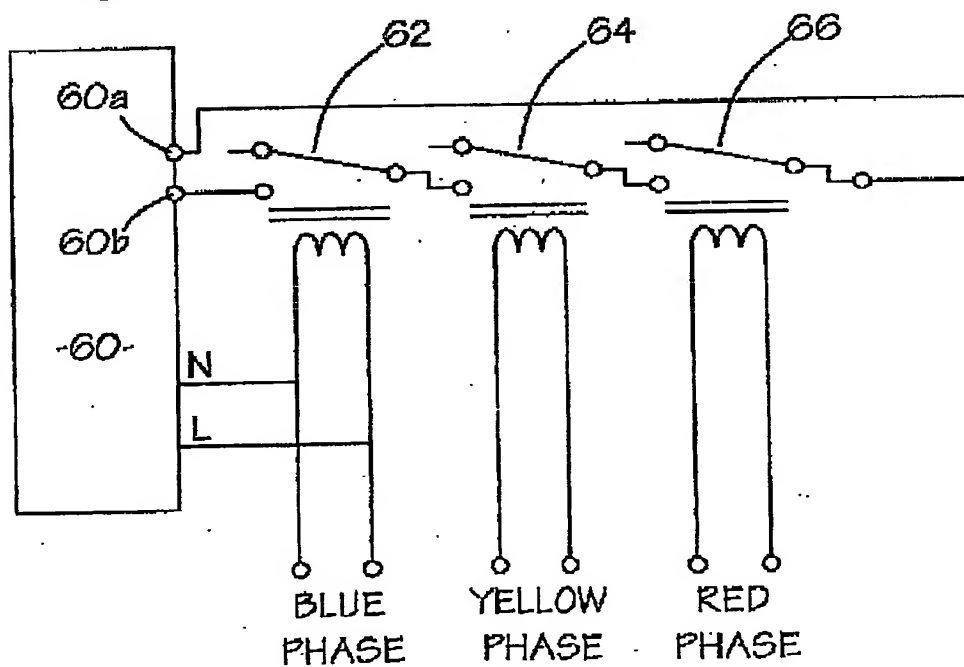 62
64
66
60a
60b
-60-
N
L
BLUE PHASE
YELLOW PHASE
RED PHASE